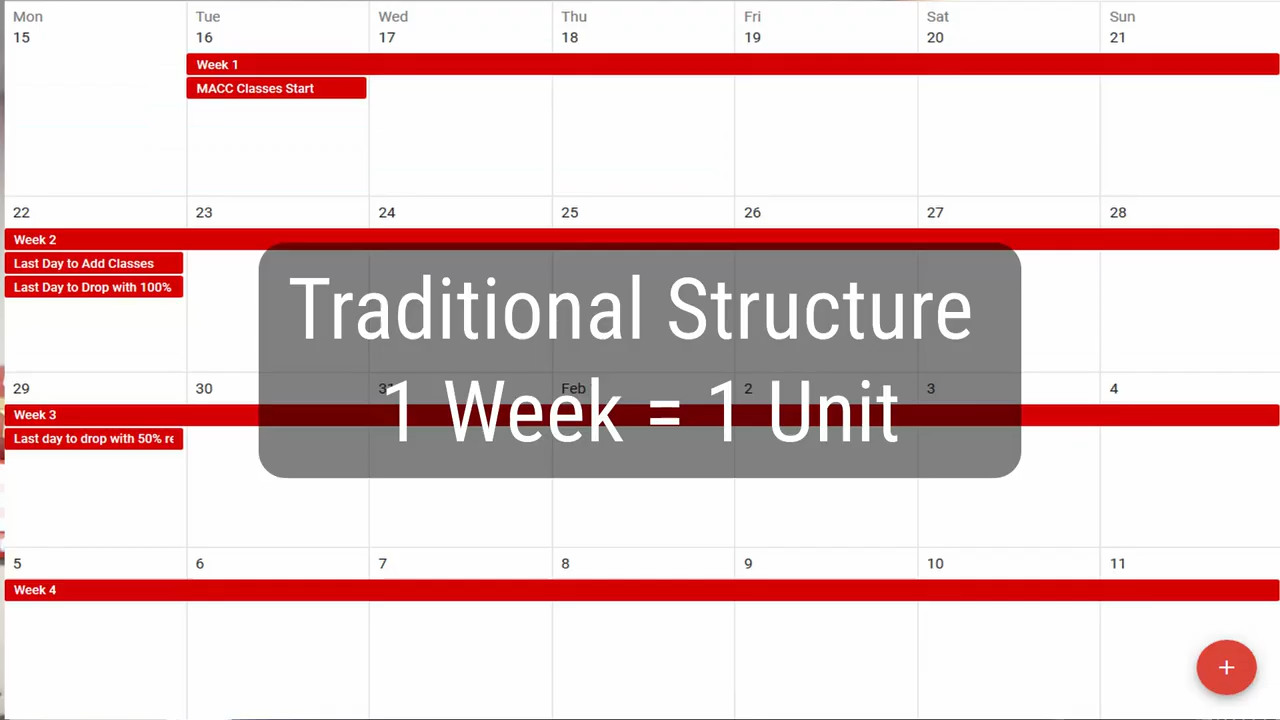 Mon Tue Wed Thu Fri Sat Sun
15 16 17 18 19 20 21
Week 1
MACC Classes Start
22 23 24 25 26 27 28
Week 2
Last Day to Add Classes
Last Day to Drop with 100%
Traditional Structure
29 30 31 Feb 2 3 4
Week 3
1 Week = 1 Unit
Last day to drop with 50% re
5 6 7 8 9 10 11
Week 4
+